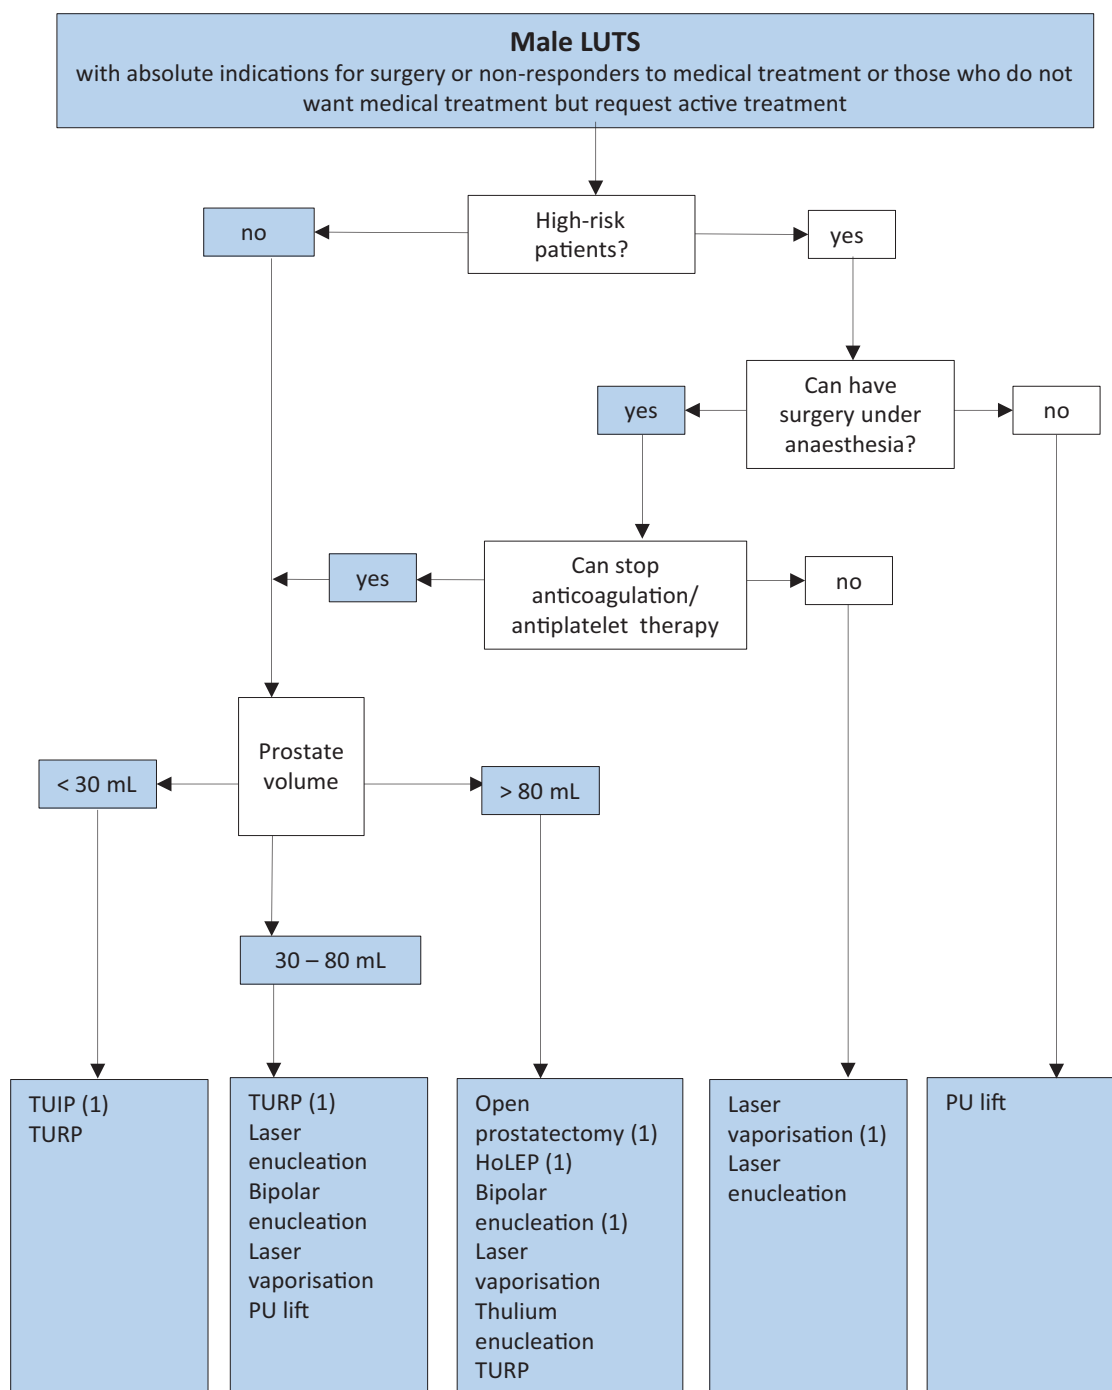 Male LUTS
with absolute indications for surgery or non-responders to medical treatment or those who do not
want medical treatment but request active treatment
High-risk
patients?
no
yes
Can have
surgery under
anaesthesia?
yes
no
Can stop
anticoagulation/
antiplatelet therapy
yes
no
Prostate
volume
< 30 mL
> 80 mL
30 – 80 mL
TUIP (1)
TURP
TURP (1)
Laser
enucleation
Bipolar
enucleation
Laser
vaporisation
PU lift
Open
prostatectomy (1)
HoLEP (1)
Bipolar
enucleation (1)
Laser
vaporisation
Thulium
enucleation
TURP
Laser
vaporisation (1)
Laser
enucleation
PU lift